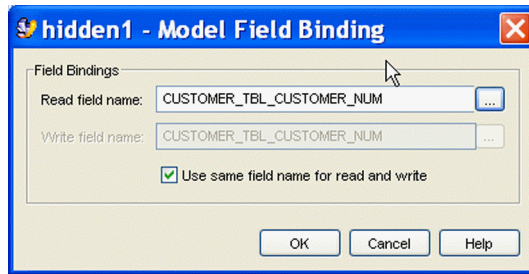 hidden1 - Model Field Binding
Field Bindings
Read field name: CUSTOMER_TBL_CUSTOMER_NUM ...
Write field name: CUSTOMER_TBL_CUSTOMER_NUM ...
Use same field name for read and write
OK Cancel Help